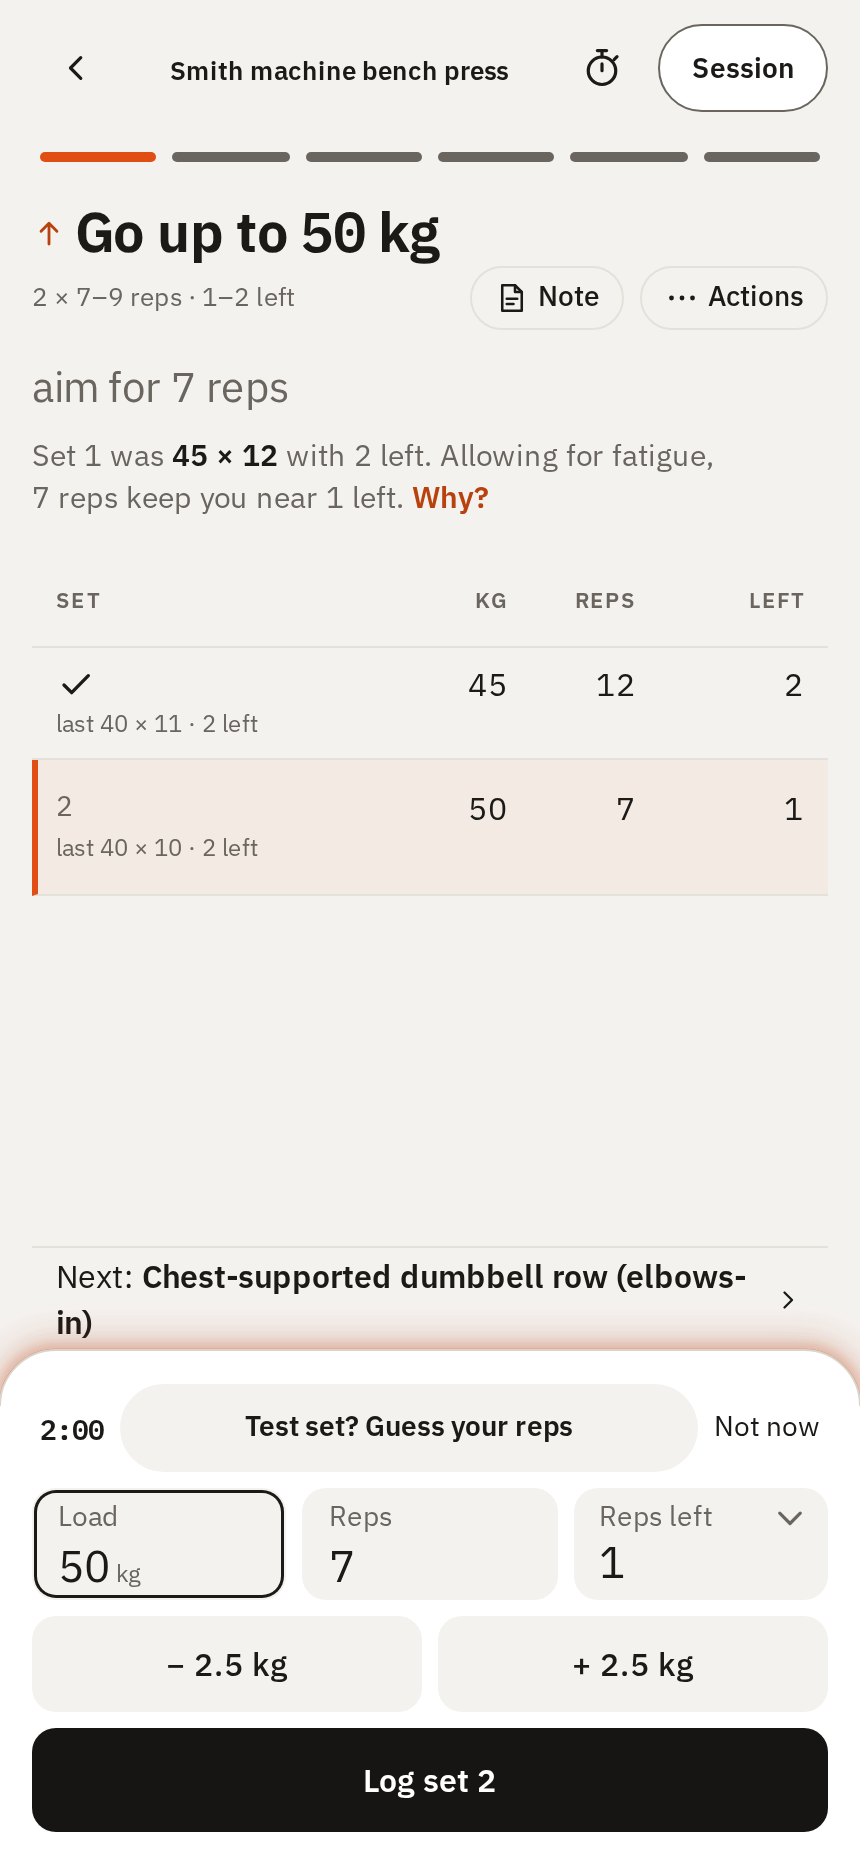 Smith machine bench press
Session
↑ Go up to 50 kg
2 × 7–9 reps · 1–2 left
Note
··· Actions
aim for 7 reps
Set 1 was 45 × 12 with 2 left. Allowing for fatigue,
7 reps keep you near 1 left. Why?
SET KG REPS LEFT
✓ 45 12 2
last 40 × 11 · 2 left
2 50 7 1
last 40 × 10 · 2 left
Next: Chest-supported dumbbell row (elbows-
in)
2:00 Test set? Guess your reps Not now
Load Reps Reps left
50 kg 7 1
– 2.5 kg + 2.5 kg
Log set 2